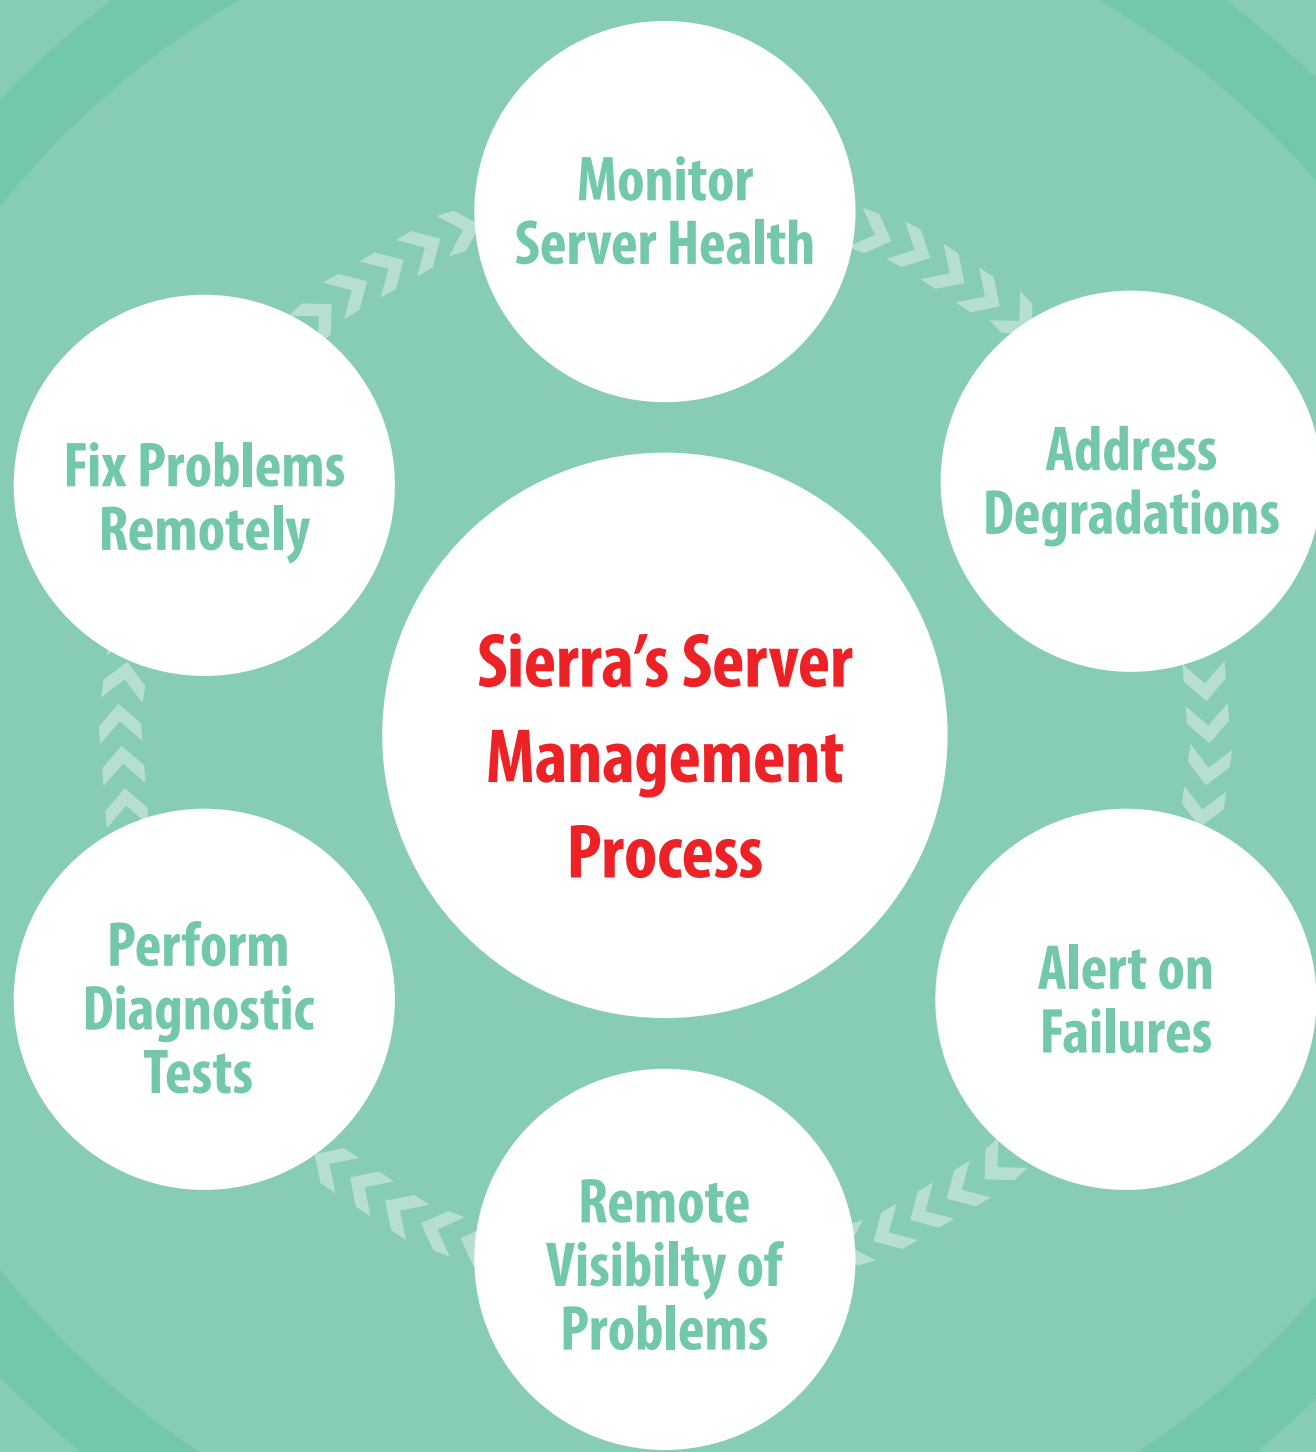 Monitor
Server Health
Address
Degradations
Alert on
Failures
Remote
Visibilty of
Problems
Perform
Diagnostic
Tests
Fix Problems
Remotely
Sierra’s Server
Management
Process